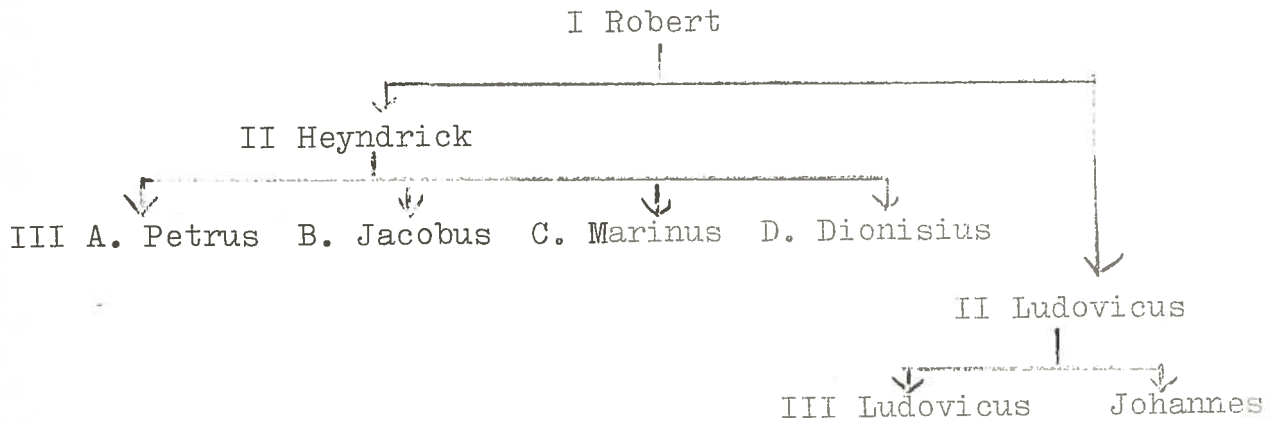 I Robert
II Heyndrick
III A. Petrus B. Jacobus C. Marinus D. Dionisius
II Ludovicus
III Ludovicus Johannes